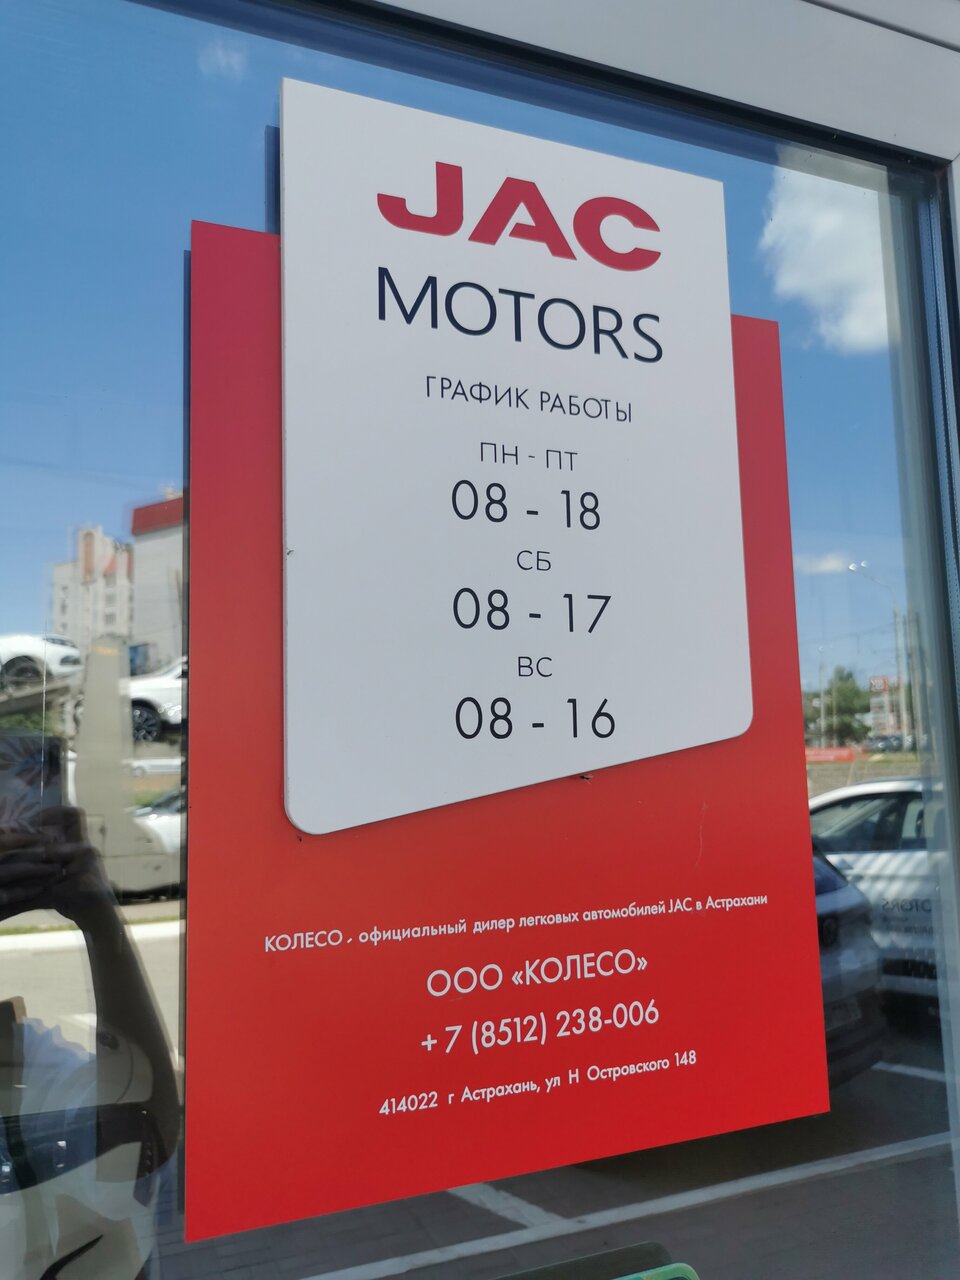 JAC
MOTORS
ГРАФИК РАБОТЫ
ПН - ПТ
08 - 18
СБ
08 - 17
ВС
08 - 16
КОЛЕСО - официальный дилер легковых автомобилей JAC в Астрахани
ООО «КОЛЕСО»
+7 (8512) 238-006
414022 г Астрахань, ул Н Островского 148